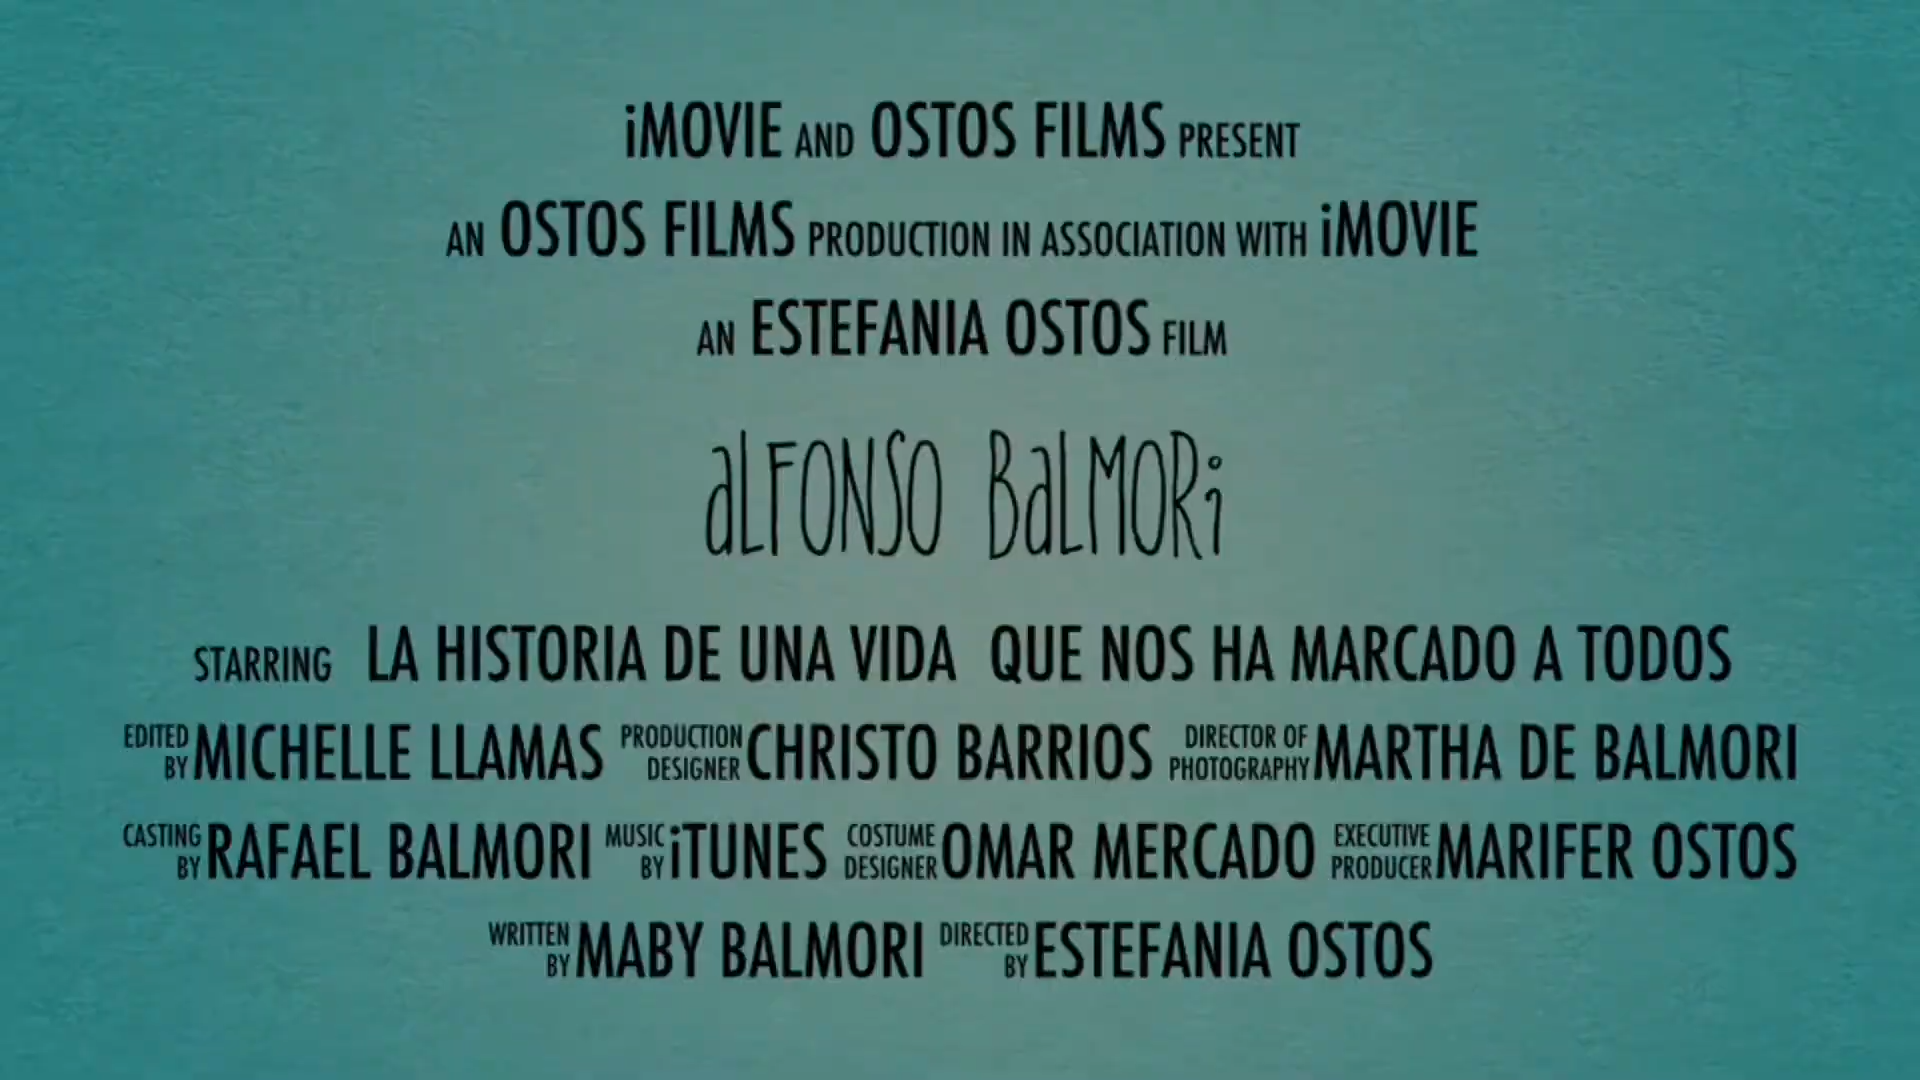 iMOVIE AND OSTOS FILMS PRESENT
AN OSTOS FILMS PRODUCTION IN ASSOCIATION WITH iMOVIE
AN ESTEFANIA OSTOS FILM
aLFONSO BaLMORi
STARRING LA HISTORIA DE UNA VIDA QUE NOS HA MARCADO A TODOS
EDITED BY MICHELLE LLAMAS PRODUCTION DESIGNER CHRISTO BARRIOS DIRECTOR OF PHOTOGRAPHY MARTHA DE BALMORI
CASTING BY RAFAEL BALMORI MUSIC BY iTUNES COSTUME DESIGNER OMAR MERCADO EXECUTIVE PRODUCER MARIFER OSTOS
WRITTEN BY MABY BALMORI DIRECTED BY ESTEFANIA OSTOS